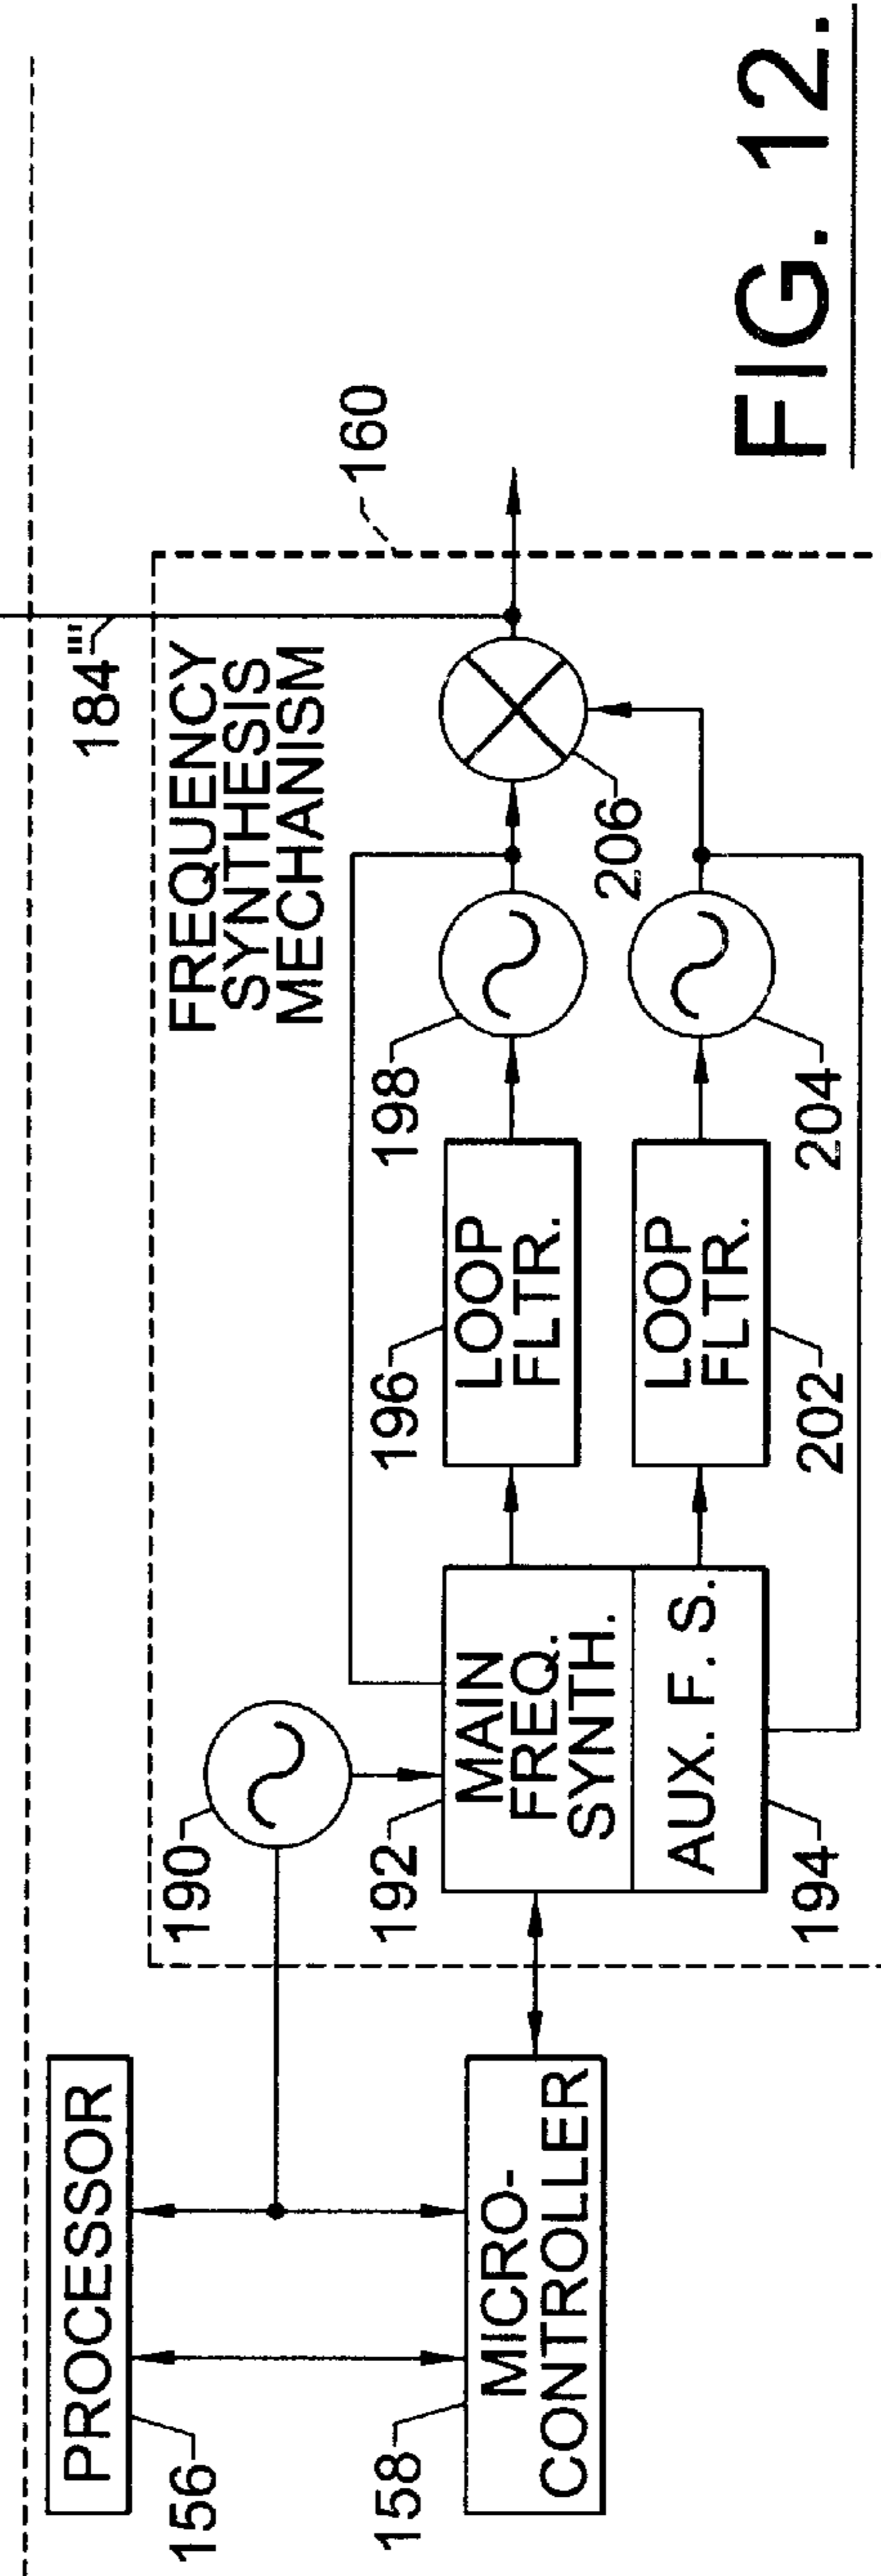 PROCESSOR
156
MICRO-
CONTROLLER
158
190
192
MAIN
FREQ.
SYNTH.
AUX. F. S.
194
196
LOOP
FLTR.
LOOP
FLTR.
202
198
204
206
FREQUENCY
SYNTHESIS
MECHANISM
184'''
160
FIG. 12.